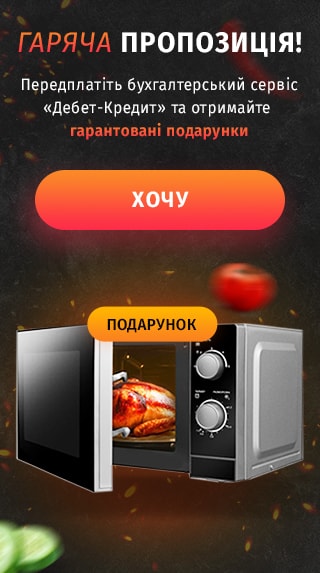 ГАРЯЧА ПРОПОЗИЦІЯ!
Передплатіть бухгалтерський сервіс
«Дебет-Кредит» та отримайте
гарантовані подарунки
ХОЧУ
ПОДАРУНОК